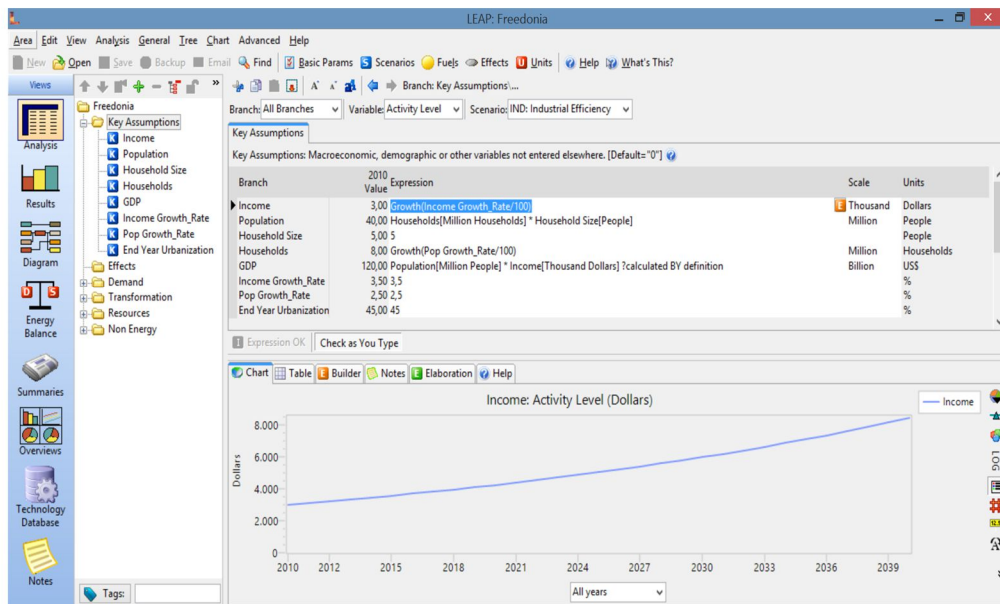 LEAP: Freedonia
Area Edit View Analysis General Tree Chart Advanced Help
New Open Save Backup Email Find Basic Params S Scenarios Fuels Effects U Units Help What's This?
Views
Branch: Key Assumptions\...
Freedonia
Key Assumptions
K Income
K Population
K Household Size
K Households
K GDP
K Income Growth_Rate
K Pop Growth_Rate
K End Year Urbanization
Effects
Demand
Transformation
Resources
Non Energy
Analysis
Results
Diagram
D S
Energy
Balance
Summaries
Overviews
Technology
Database
Notes
Tags:
Branch: All Branches Variable: Activity Level Scenario: IND: Industrial Efficiency
Key Assumptions
Key Assumptions: Macroeconomic, demographic or other variables not entered elsewhere. [Default="0"]
Branch 2010 Value Expression Scale Units
Income 3,00 Growth(Income Growth_Rate/100) E Thousand Dollars
Population 40,00 Households[Million Households] * Household Size[People] Million People
Household Size 5,00 5 People
Households 8,00 Growth(Pop Growth_Rate/100) Million Households
GDP 120,00 Population[Million People] * Income[Thousand Dollars] ?calculated BY definition Billion US$
Income Growth_Rate 3,50 3,5 %
Pop Growth_Rate 2,50 2,5 %
End Year Urbanization 45,00 45 %
I Expression OK Check as You Type
Chart Table E Builder Notes E Elaboration Help
Income: Activity Level (Dollars)
Income
8.000
6.000
4.000
2.000
0
Dollars
2010 2012 2015 2018 2021 2024 2027 2030 2033 2036 2039
All years
LOG